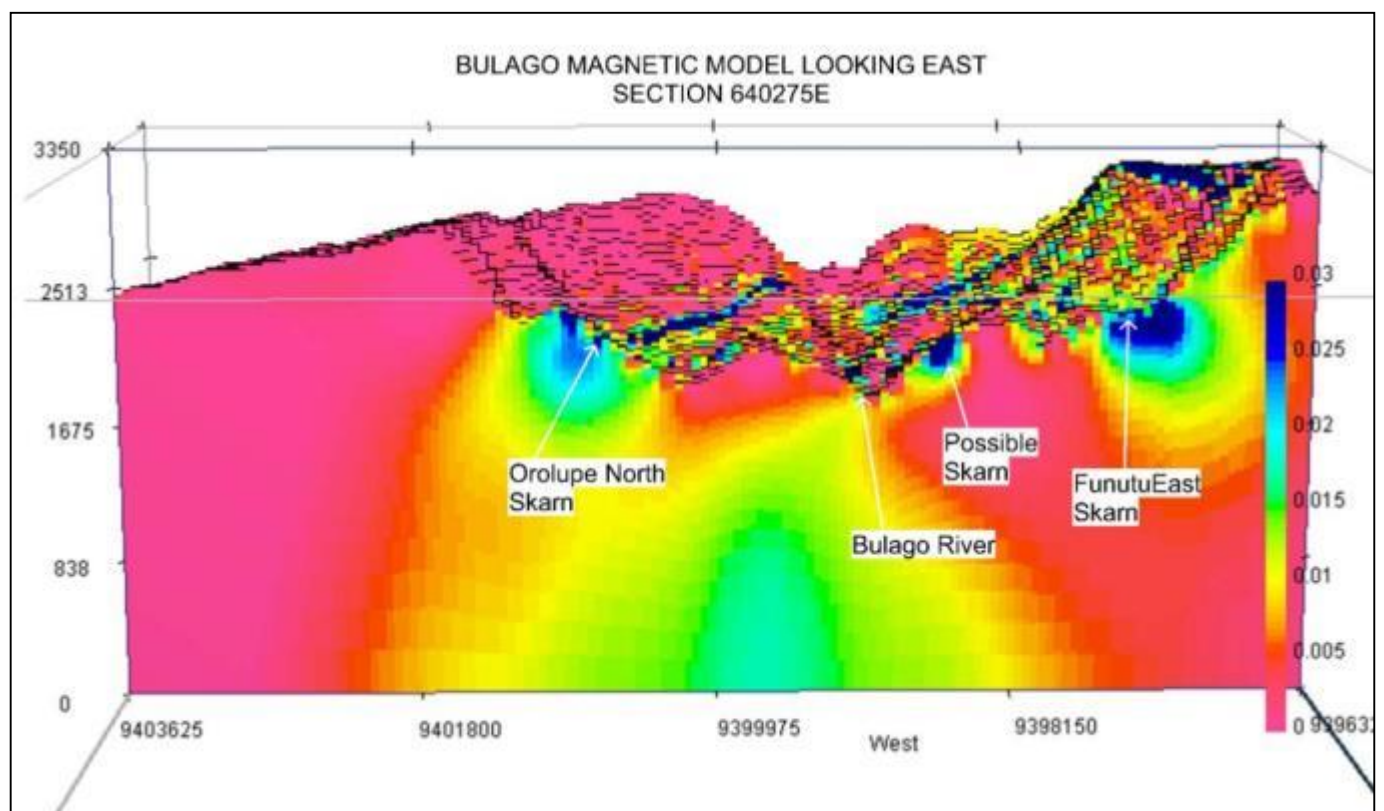 BULAGO MAGNETIC MODEL LOOKING EAST
SECTION 640275E
3350
2513
1675
838
0
0.03
0.025
0.02
0.015
0.01
0.005
0
Orolupe North
Skarn
Possible
Skarn
FunutuEast
Skarn
Bulago River
9403625
9401800
9399975
9398150
West